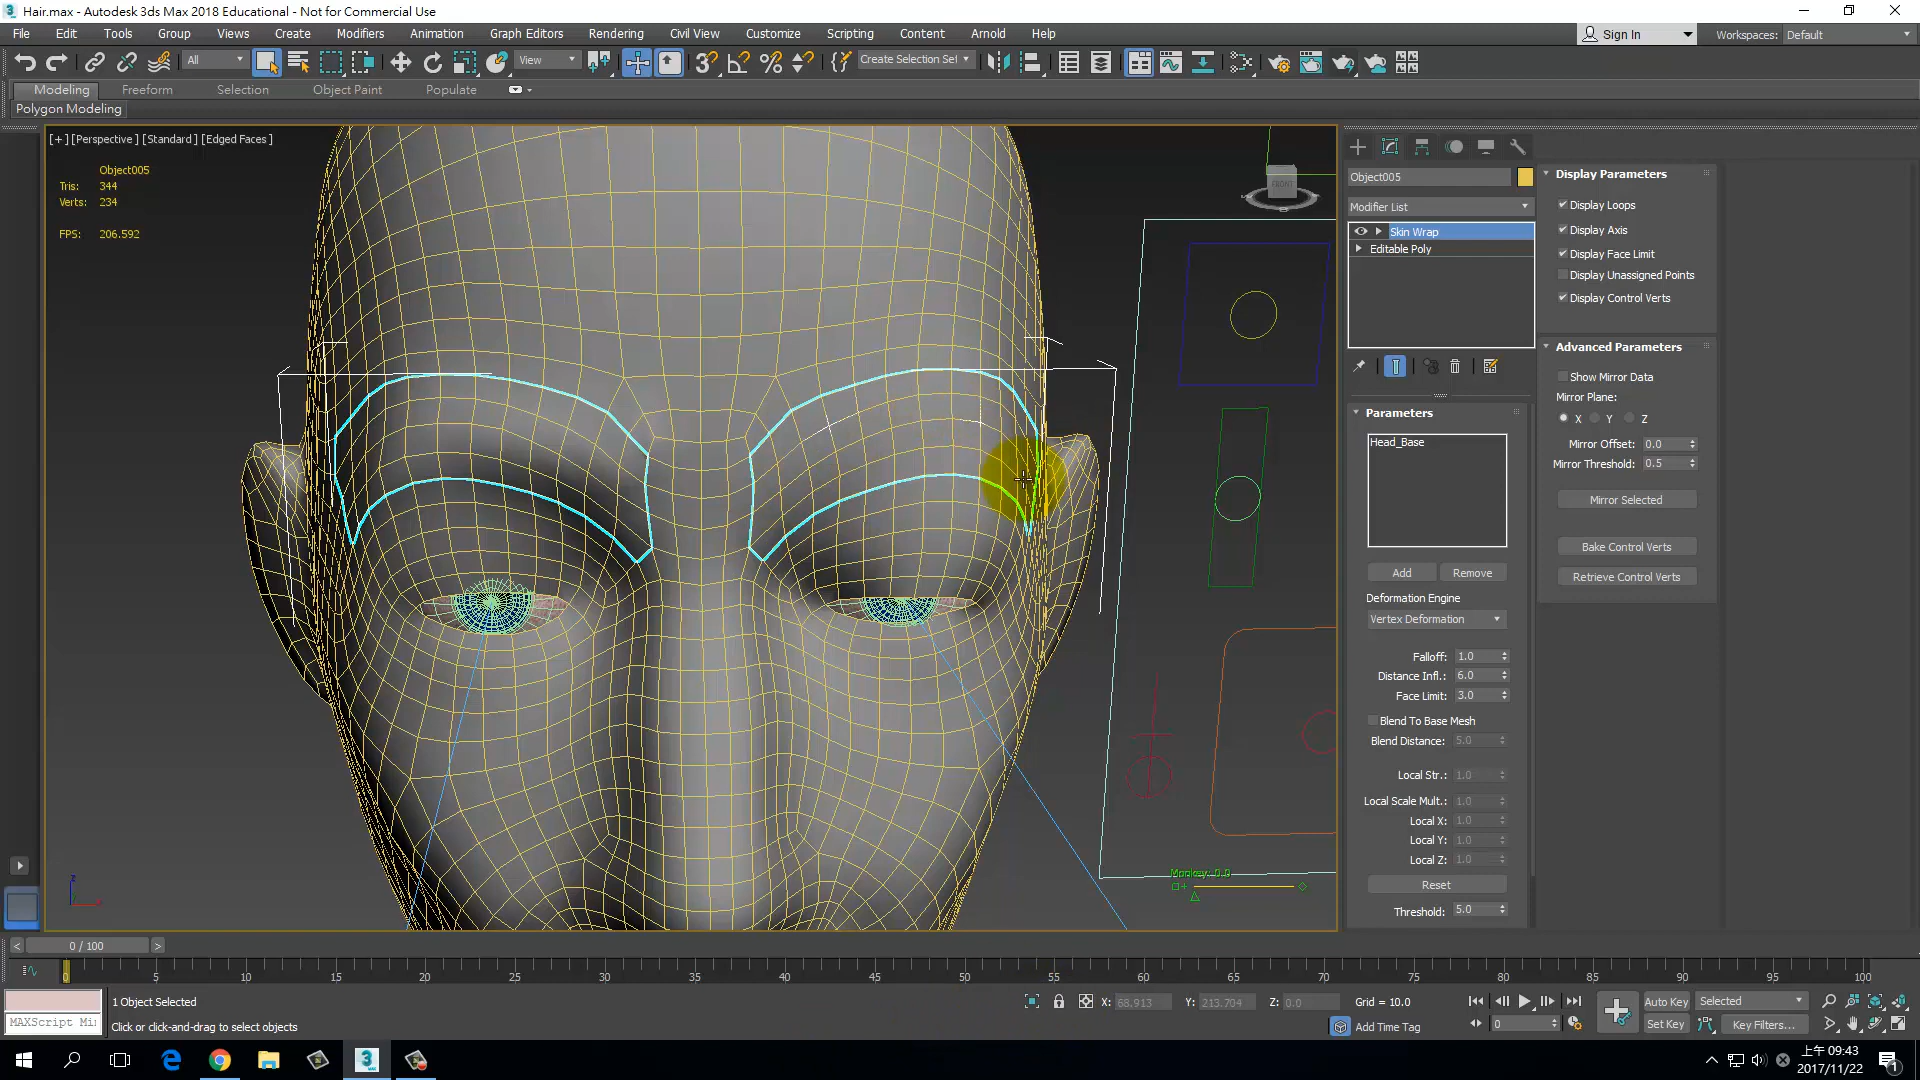 Hair.max - Autodesk 3ds Max 2018 Educational - Not for Commercial Use
File Edit Tools Group Views Create Modifiers Animation Graph Editors Rendering Civil View Customize Scripting Content Arnold Help
Sign In
Workspaces: Default
All
View
Create Selection Set
Modeling Freeform Selection Object Paint Populate
Polygon Modeling
[+] [Perspective] [Standard] [Edged Faces]
Object005
Tris: 344
Verts: 234
FPS: 206.592
FRONT
Monkey: 0.0
z
Object005
Modifier List
Skin Wrap
Editable Poly
Parameters
Head_Base
Add
Remove
Deformation Engine
Vertex Deformation
Falloff: 1.0
Distance Infl.: 6.0
Face Limit: 3.0
Blend To Base Mesh
Blend Distance: 5.0
Local Str.: 1.0
Local Scale Mult.: 1.0
Local X: 1.0
Local Y: 1.0
Local Z: 1.0
Reset
Threshold: 5.0
Display Parameters
Display Loops
Display Axis
Display Face Limit
Display Unassigned Points
Display Control Verts
Advanced Parameters
Show Mirror Data
Mirror Plane:
X Y Z
Mirror Offset: 0.0
Mirror Threshold: 0.5
Mirror Selected
Bake Control Verts
Retrieve Control Verts
< 0 / 100 >
0 5 10 15 20 25 30 35 40 45 50 55 60 65 70 75 80 85 90 95 100
1 Object Selected
X: 68.913 Y: 213.704 Z: 0.0 Grid = 10.0
MAXScript Mi
Click or click-and-drag to select objects
Add Time Tag
0
Auto Key
Selected
Set Key
Key Filters...
上午 09:43
2017/11/22
1